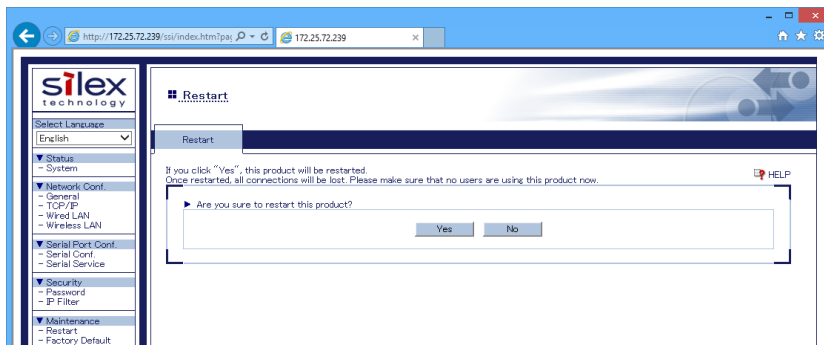 http://172.25.72.239/ssi/index.htm?pag
172.25.72.239
silex
technology
Select Language
English
▼ Status
- System
▼ Network Conf.
- General
- TCP/IP
- Wired LAN
- Wireless LAN
▼ Serial Port Conf.
- Serial Conf.
- Serial Service
▼ Security
- Password
- IP Filter
▼ Maintenance
- Restart
- Factory Default
Restart
Restart
If you click "Yes", this product will be restarted.
Once restarted, all connections will be lost. Please make sure that no users are using this product now.
HELP
► Are you sure to restart this product?
Yes No